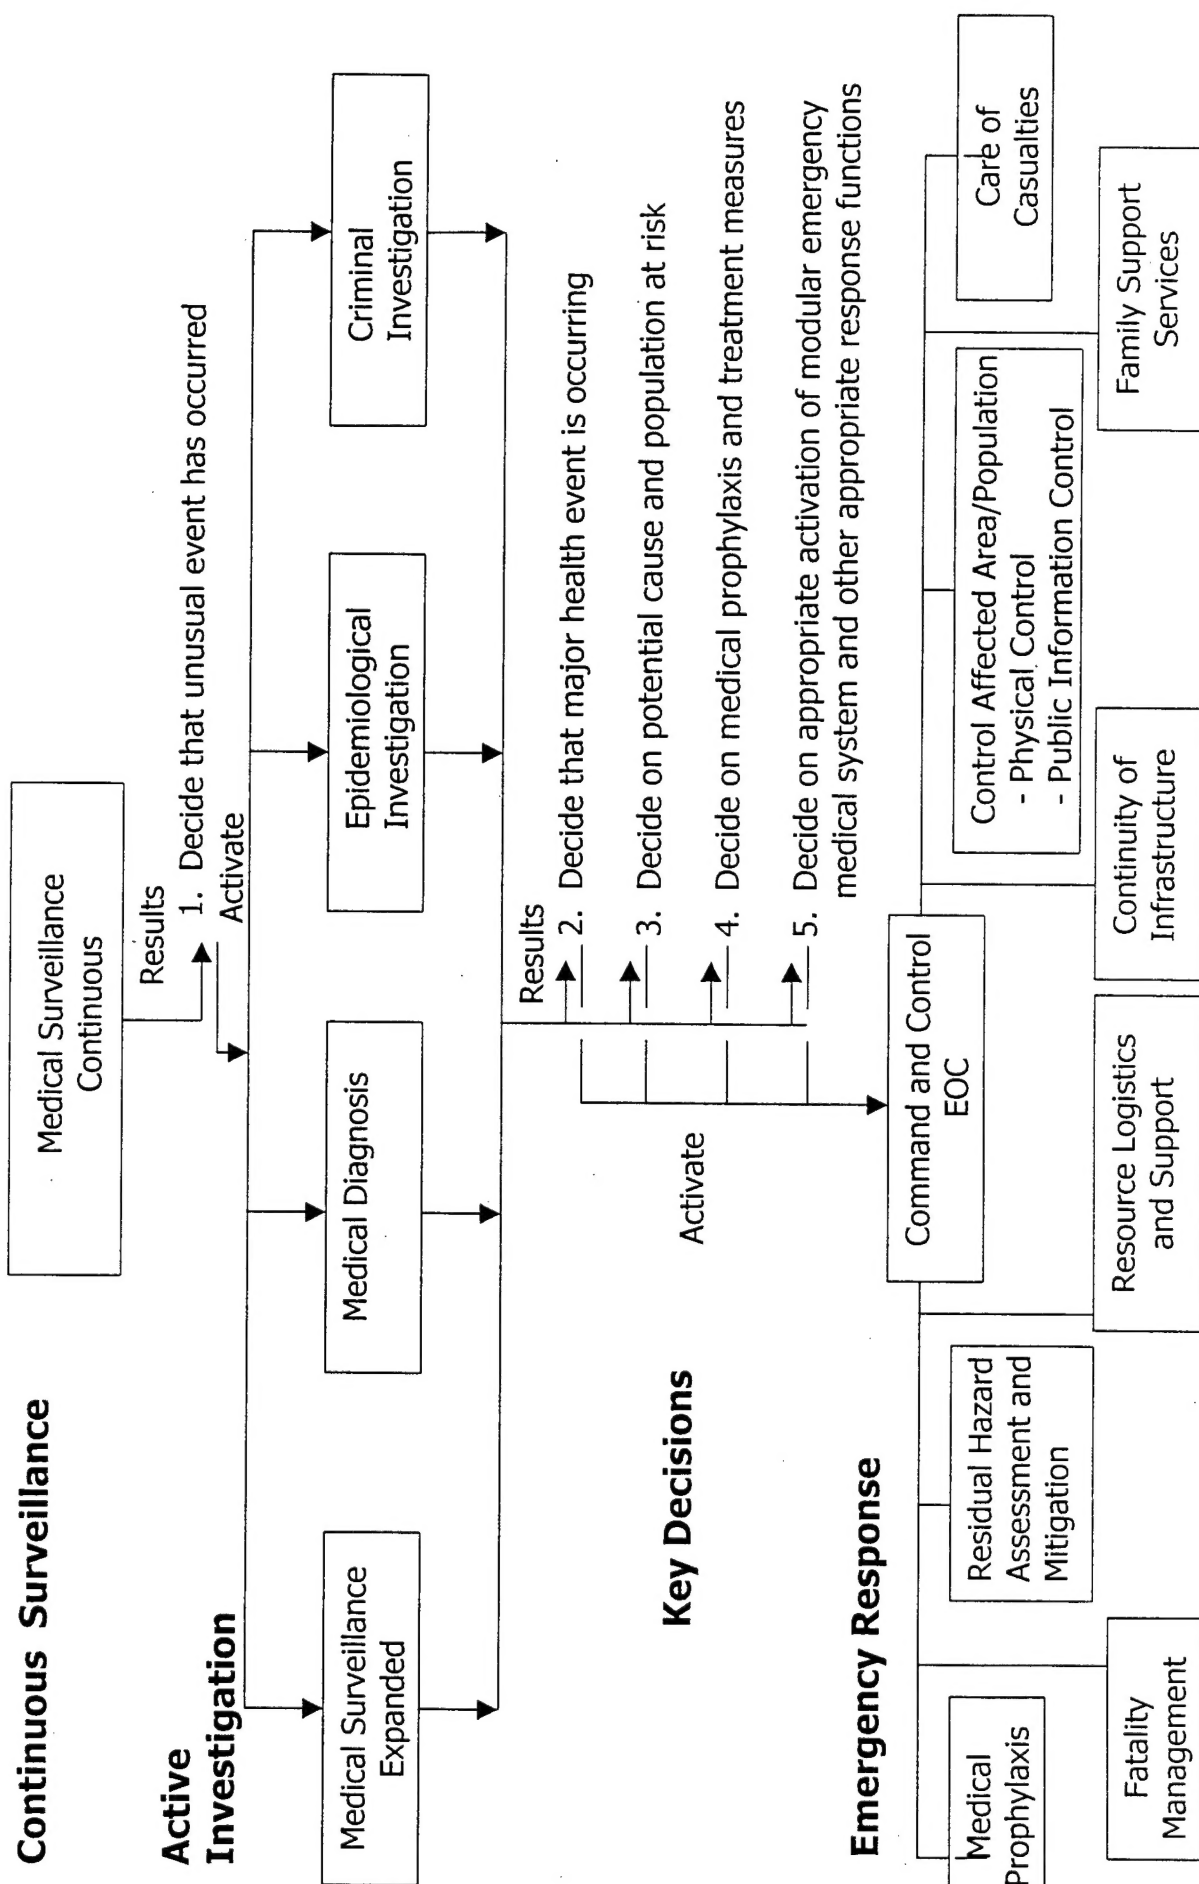 Continuous Surveillance
Medical Surveillance
Continuous
Results
1. Decide that unusual event has occurred
Activate
Active
Investigation
Medical Surveillance
Expanded
Medical Diagnosis
Epidemiological
Investigation
Criminal
Investigation
Results
2. Decide that major health event is occurring
3. Decide on potential cause and population at risk
4. Decide on medical prophylaxis and treatment measures
5. Decide on appropriate activation of modular emergency
medical system and other appropriate response functions
Key Decisions
Activate
Emergency Response
Command and Control
EOC
Medical
Prophylaxis
Residual Hazard
Assessment and
Mitigation
Control Affected Area/Population
- Physical Control
- Public Information Control
Care of
Casualties
Fatality
Management
Resource Logistics
and Support
Continuity of
Infrastructure
Family Support
Services